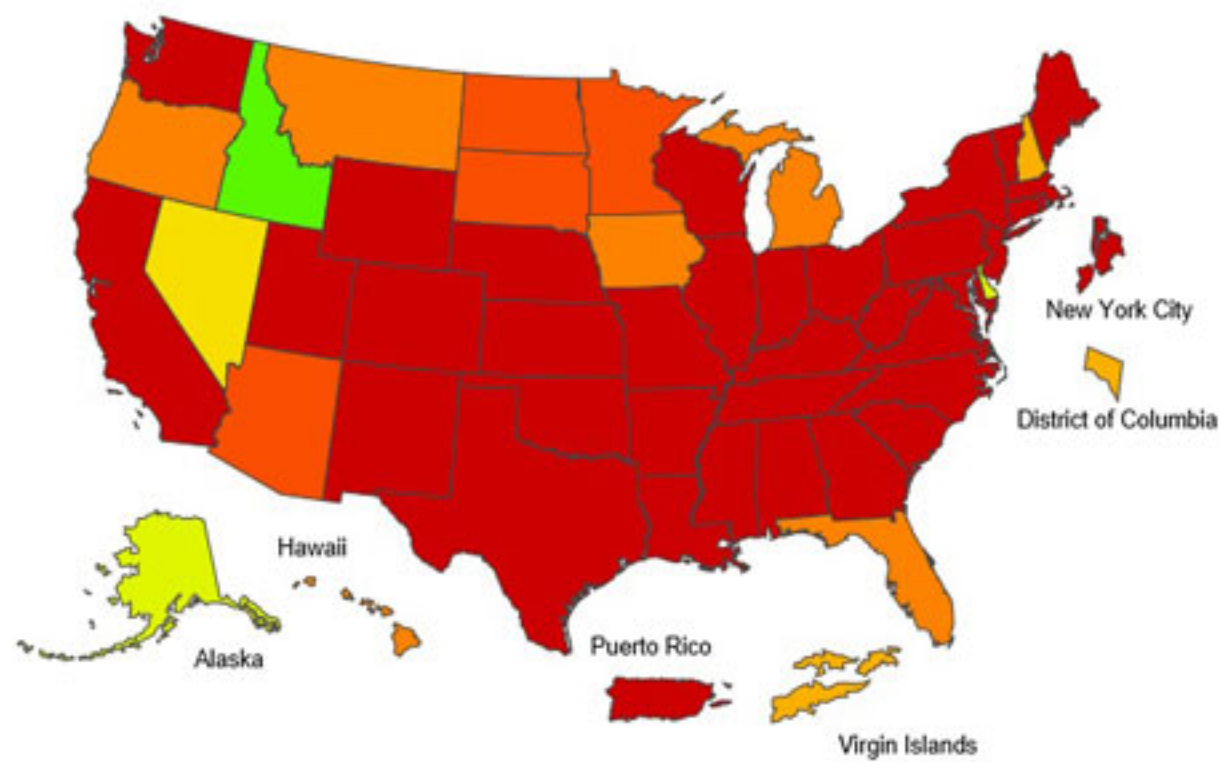 New York City
District of Columbia
Hawaii
Alaska
Puerto Rico
Virgin Islands